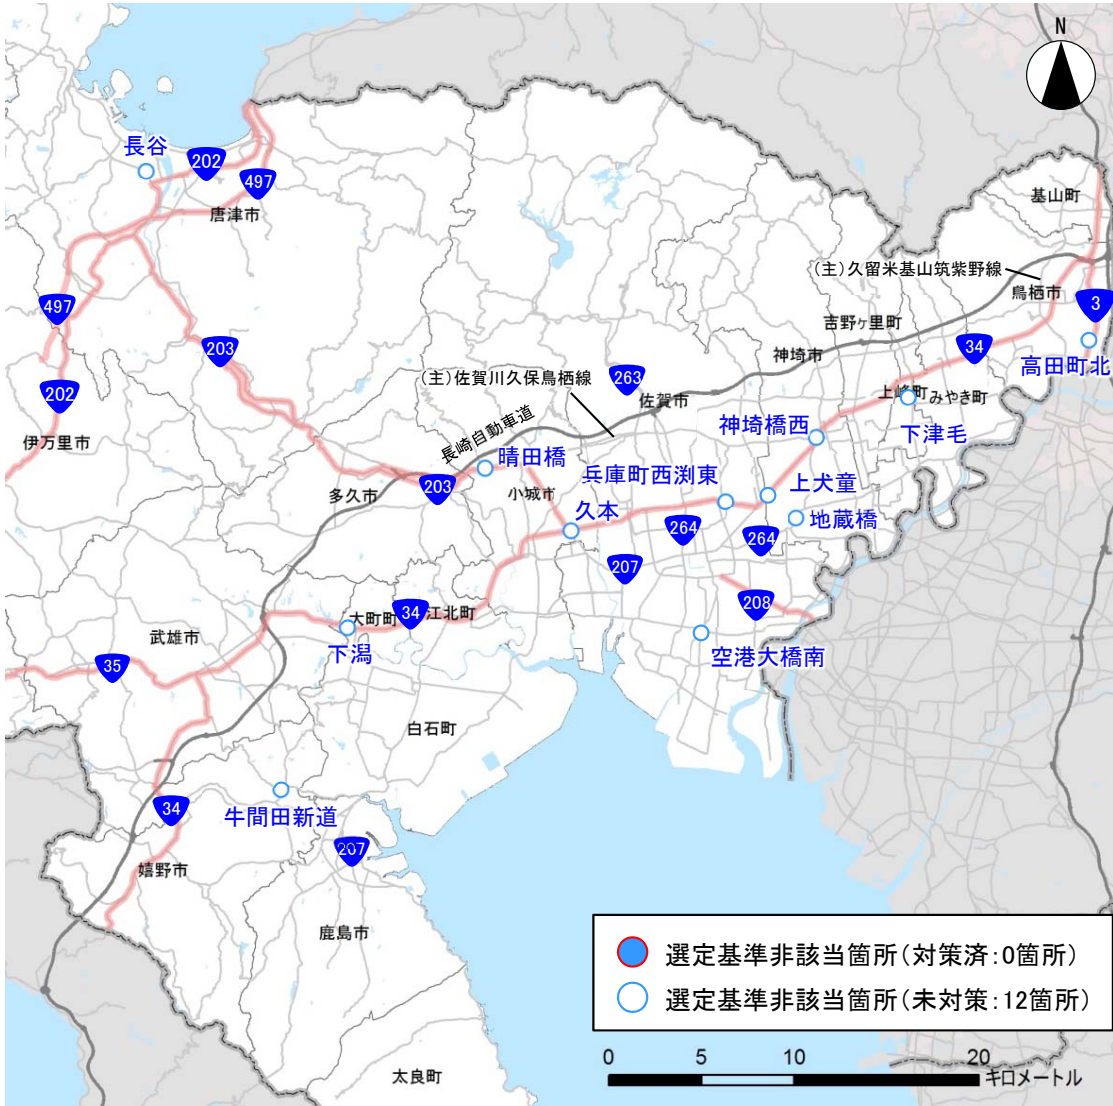 N
長谷
202
497
唐津市
基山町
(主)久留米基山筑紫野線
鳥栖市
497
3
吉野ヶ里町
203
34
神埼市
高田町北
(主)佐賀川久保鳥栖線
263
202
佐賀市
上峰町
みやき町
伊万里市
長崎自動車道
神埼橋西
下津毛
晴田橋
兵庫町西渕東
203
多久市
小城市
上犬童
久本
地蔵橋
264
264
207
208
大町町
34
江北町
武雄市
下潟
空港大橋南
35
白石町
34
牛間田新道
207
嬉野市
鹿島市
選定基準非該当箇所(対策済:0箇所)
選定基準非該当箇所(未対策:12箇所)
0 5 10 20
キロメートル
太良町